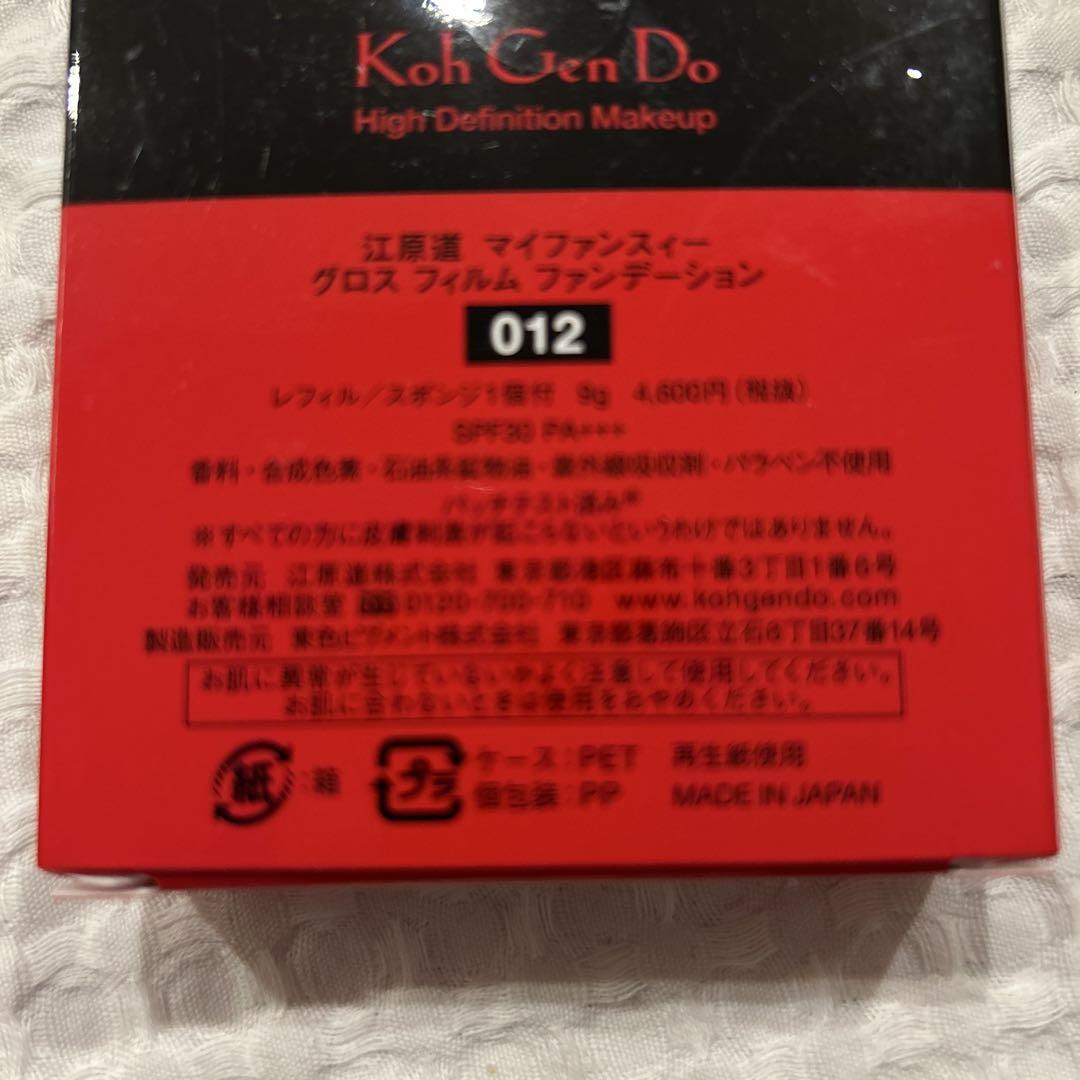 Koh Gen Do
High Definition Makeup
江原道 マイファンスィー
グロス フィルム ファンデーション
012
レフィル／スポンジ1個付 9g 4,600円（税抜）
SPF30 PA+++
香料・合成色素・石油系鉱物油・紫外線吸収剤・パラベン不使用
パッチテスト済み※
※すべての方に皮膚刺激が起こらないというわけではありません。
発売元 江原道株式会社 東京都港区麻布十番3丁目1番6号
お客様相談室 0120-700-710 www.kohgendo.com
製造販売元 東色ピグメント株式会社 東京都葛飾区立石6丁目37番14号
お肌に異常が生じていないかよく注意して使用してください。
お肌に合わないときは使用をおやめください。
紙 :箱 プラ ケース:PET 再生紙使用
個包装:PP MADE IN JAPAN